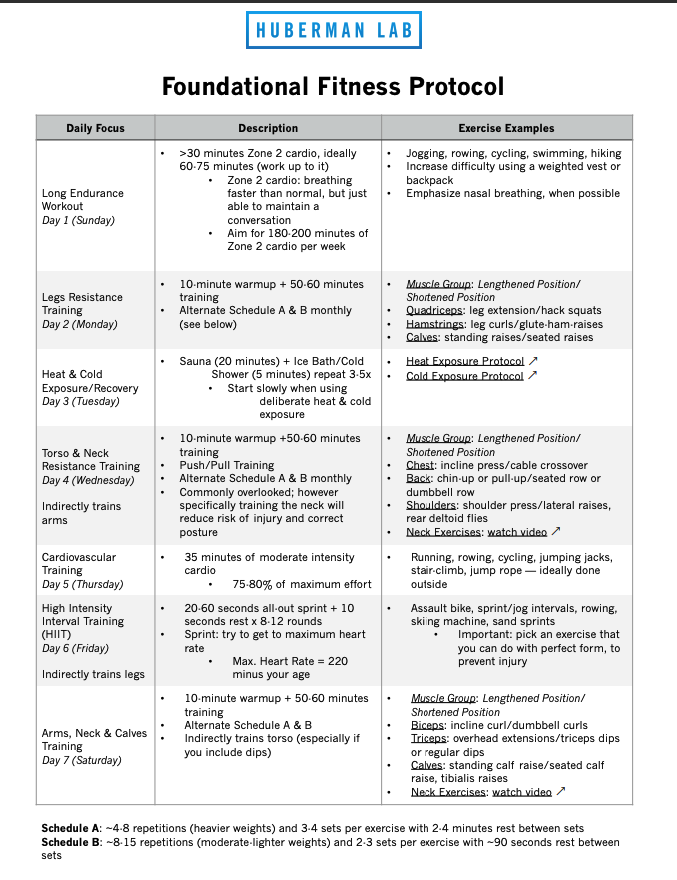 HUBERMAN LAB
Foundational Fitness Protocol
Daily Focus
Description
Exercise Examples
Long Endurance
Workout
Day 1 (Sunday)
• >30 minutes Zone 2 cardio, ideally
60-75 minutes (work up to it)
• Zone 2 cardio: breathing
faster than normal, but just
able to maintain a
conversation
• Aim for 180-200 minutes of
Zone 2 cardio per week
• Jogging, rowing, cycling, swimming, hiking
• Increase difficulty using a weighted vest or
backpack
• Emphasize nasal breathing, when possible
Legs Resistance
Training
Day 2 (Monday)
• 10-minute warmup + 50-60 minutes
training
• Alternate Schedule A & B monthly
(see below)
• Muscle Group: Lengthened Position/
Shortened Position
• Quadriceps: leg extension/hack squats
• Hamstrings: leg curls/glute-ham-raises
• Calves: standing raises/seated raises
Heat & Cold
Exposure/Recovery
Day 3 (Tuesday)
• Sauna (20 minutes) + Ice Bath/Cold
Shower (5 minutes) repeat 3-5x
• Start slowly when using
deliberate heat & cold
exposure
• Heat Exposure Protocol ↗
• Cold Exposure Protocol ↗
Torso & Neck
Resistance Training
Day 4 (Wednesday)
Indirectly trains
arms
• 10-minute warmup +50-60 minutes
training
• Push/Pull Training
• Alternate Schedule A & B monthly
• Commonly overlooked; however
specifically training the neck will
reduce risk of injury and correct
posture
• Muscle Group: Lengthened Position/
Shortened Position
• Chest: incline press/cable crossover
• Back: chin-up or pull-up/seated row or
dumbbell row
• Shoulders: shoulder press/lateral raises,
rear deltoid flies
• Neck Exercises: watch video ↗
Cardiovascular
Training
Day 5 (Thursday)
• 35 minutes of moderate intensity
cardio
• 75-80% of maximum effort
• Running, rowing, cycling, jumping jacks,
stair-climb, jump rope — ideally done
outside
High Intensity
Interval Training
(HIIT)
Day 6 (Friday)
Indirectly trains legs
• 20-60 seconds all-out sprint + 10
seconds rest x 8-12 rounds
• Sprint: try to get to maximum heart
rate
• Max. Heart Rate = 220
minus your age
• Assault bike, sprint/jog intervals, rowing,
skiing machine, sand sprints
• Important: pick an exercise that
you can do with perfect form, to
prevent injury
Arms, Neck & Calves
Training
Day 7 (Saturday)
• 10-minute warmup + 50-60 minutes
training
• Alternate Schedule A & B
• Indirectly trains torso (especially if
you include dips)
• Muscle Group: Lengthened Position/
Shortened Position
• Biceps: incline curl/dumbbell curls
• Triceps: overhead extensions/triceps dips
or regular dips
• Calves: standing calf raise/seated calf
raise, tibialis raises
• Neck Exercises: watch video ↗
Schedule A: ~4-8 repetitions (heavier weights) and 3-4 sets per exercise with 2-4 minutes rest between sets
Schedule B: ~8-15 repetitions (moderate-lighter weights) and 2-3 sets per exercise with ~90 seconds rest between
sets